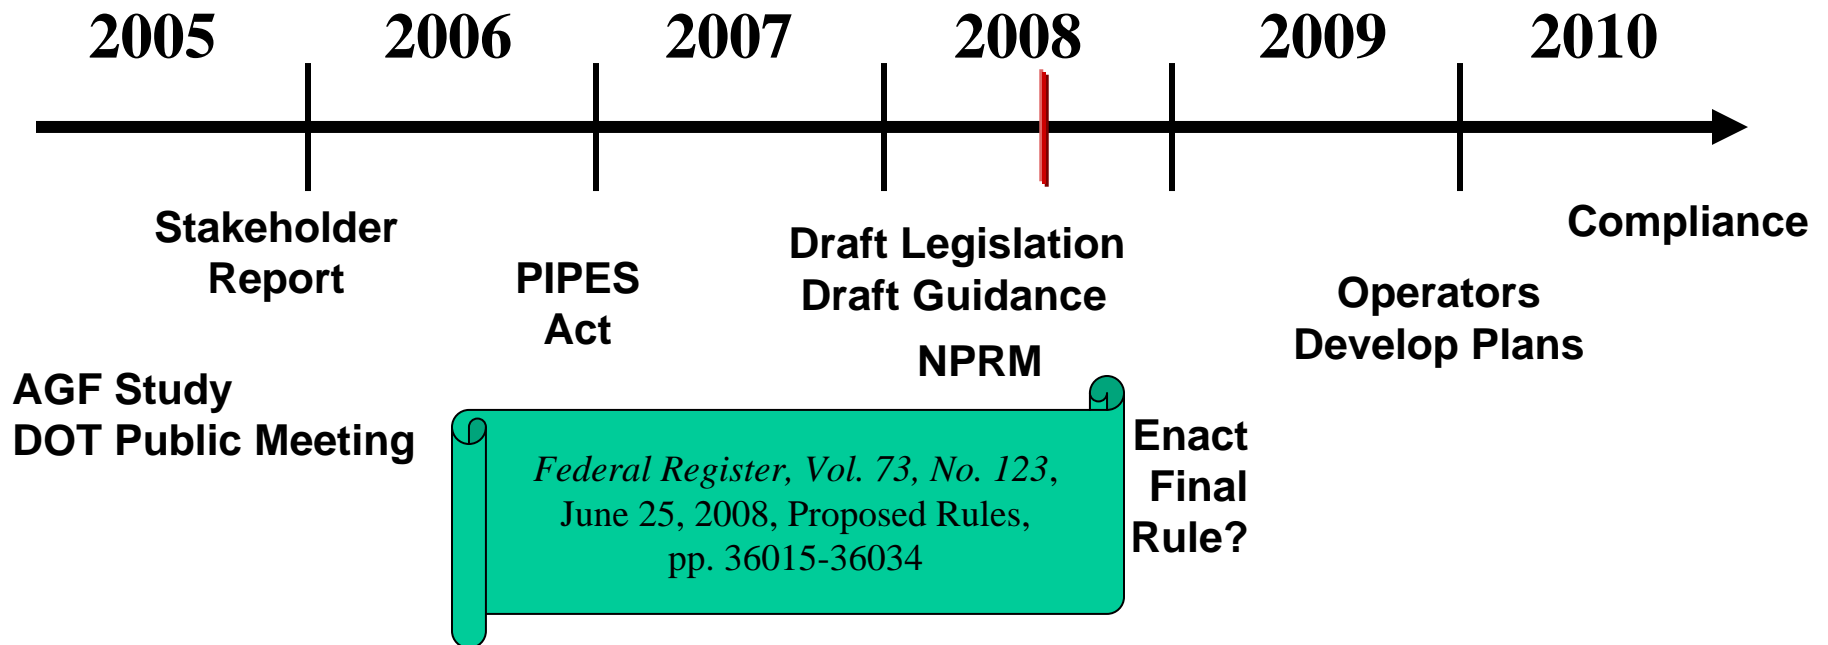 2005 2006 2007 2008 2009 2010
Stakeholder
Report
PIPES
Act
Draft Legislation
Draft Guidance
NPRM
Compliance
Operators
Develop Plans
AGF Study
DOT Public Meeting
Federal Register, Vol. 73, No. 123,
June 25, 2008, Proposed Rules,
pp. 36015-36034
Enact
Final
Rule?